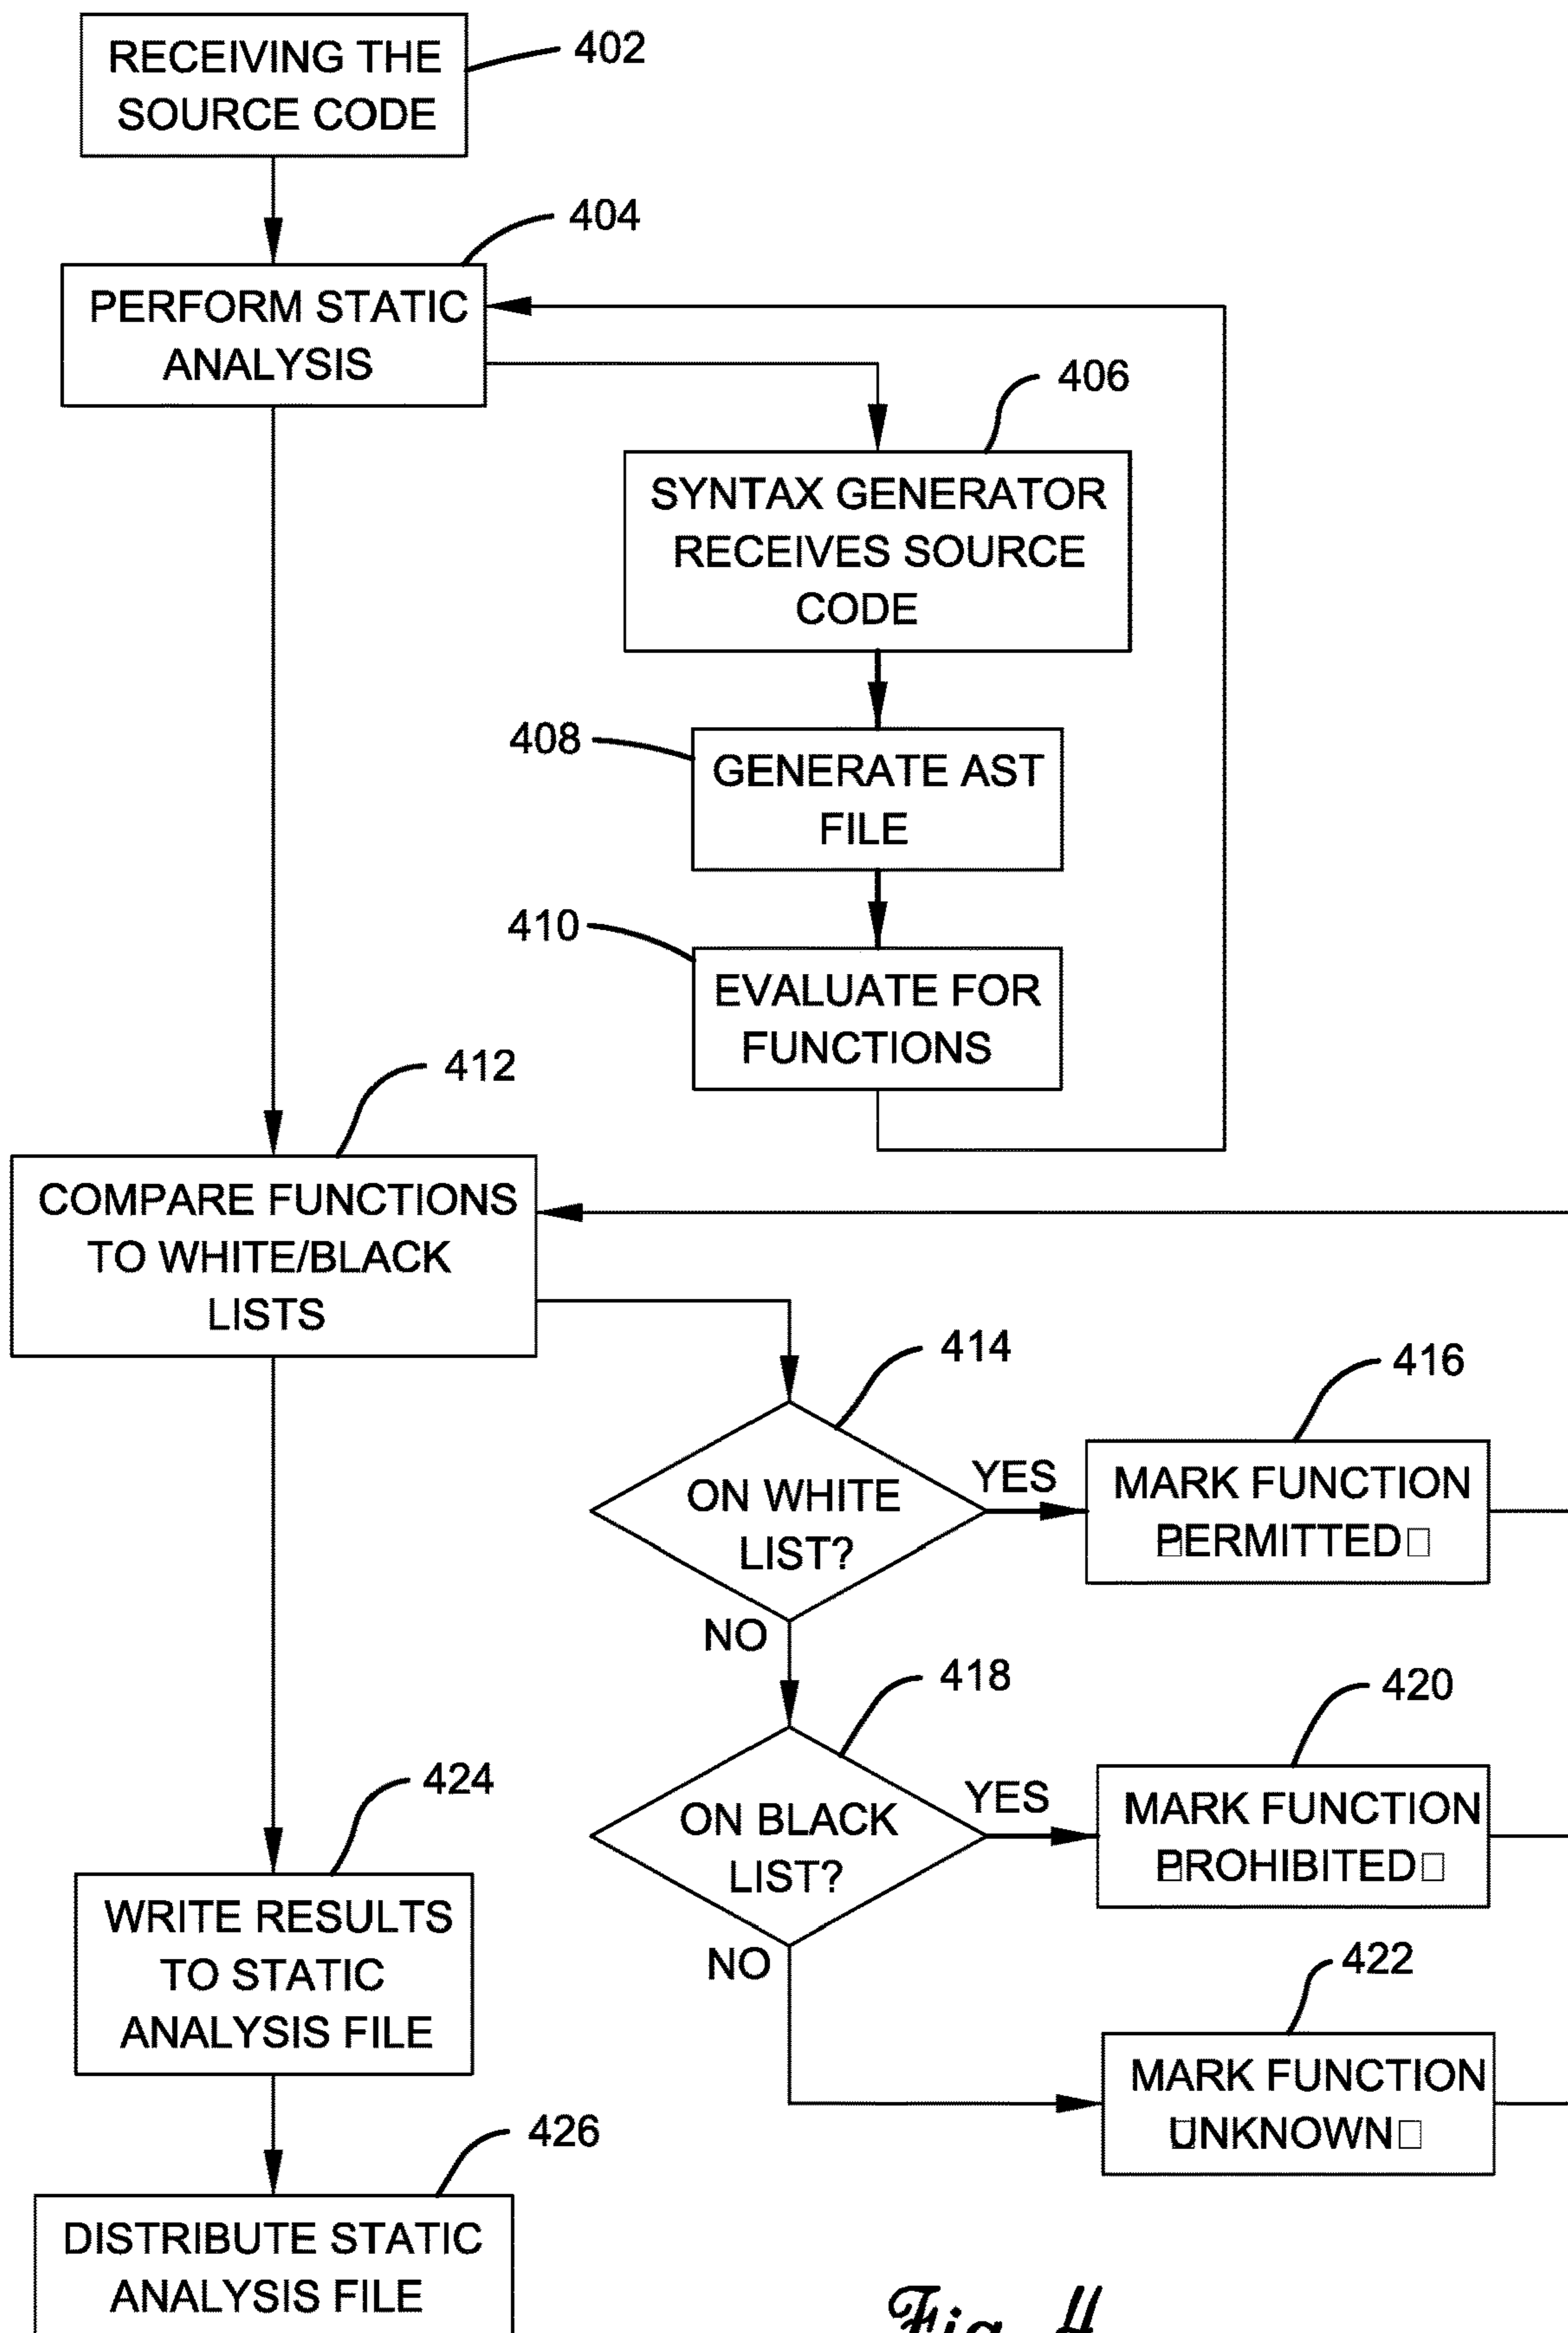 RECEIVING THE
SOURCE CODE
402
404
PERFORM STATIC
ANALYSIS
406
SYNTAX GENERATOR
RECEIVES SOURCE
CODE
408
GENERATE AST
FILE
410
EVALUATE FOR
FUNCTIONS
412
COMPARE FUNCTIONS
TO WHITE/BLACK
LISTS
414
ON WHITE
LIST?
YES
NO
416
MARK FUNCTION
PERMITTED
418
ON BLACK
LIST?
YES
NO
420
MARK FUNCTION
PROHIBITED
422
MARK FUNCTION
UNKNOWN
424
WRITE RESULTS
TO STATIC
ANALYSIS FILE
426
DISTRIBUTE STATIC
ANALYSIS FILE
Fig. 4